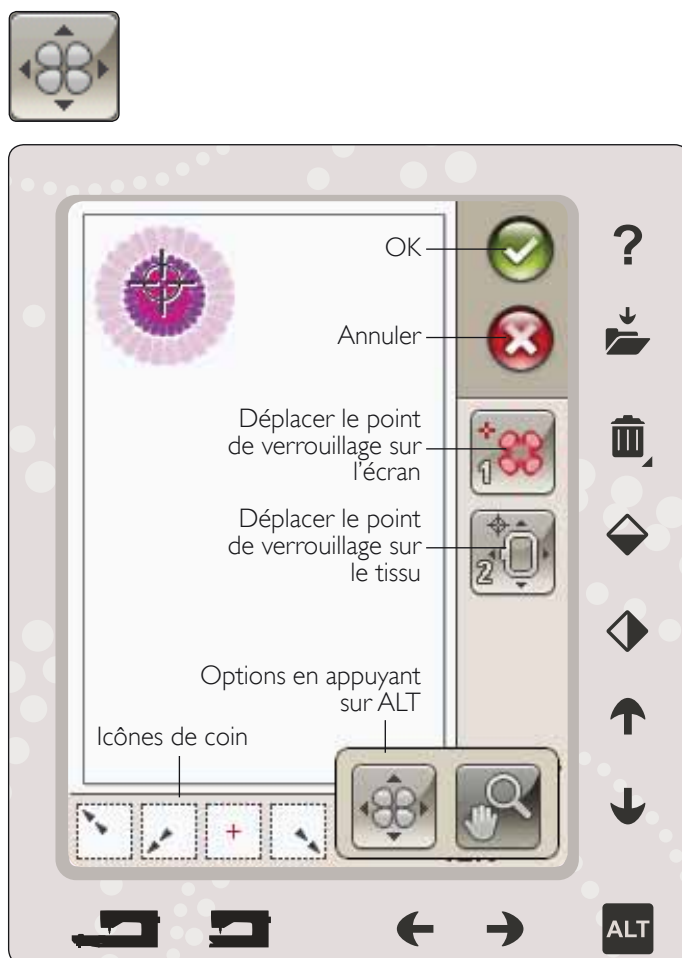 OK
Annuler
Déplacer le point
de verrouillage sur
l'écran
1
Déplacer le point
de verrouillage sur
le tissu
2
Options en appuyant
sur ALT
Icônes de coin
?
ALT